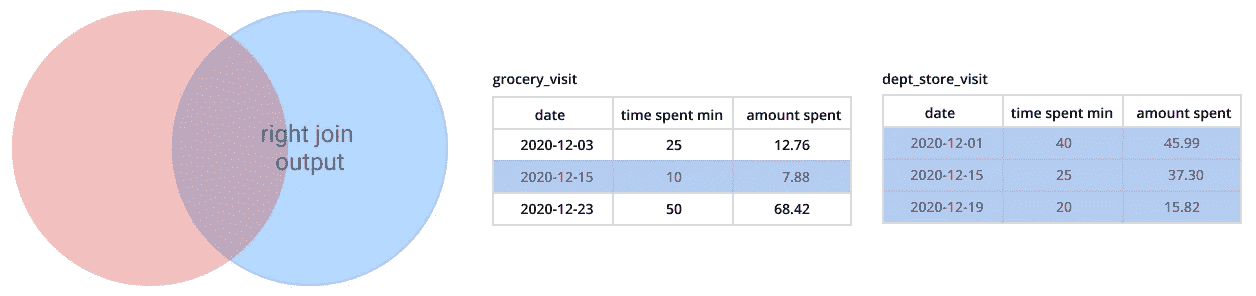 right join
output
grocery_visit
date time spent min amount spent
2020-12-03 25 12.76
2020-12-15 10 7.88
2020-12-23 50 68.42
dept_store_visit
date time spent min amount spent
2020-12-01 40 45.99
2020-12-15 25 37.30
2020-12-19 20 15.82